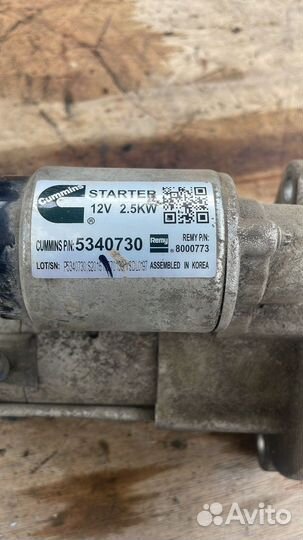 Cummins
®
STARTER
12V 2.5KW
CUMMINS P/N: 5340730
Remy ®
REMY P/N:
8000773
LOT/SN:
ASSEMBLED IN KOREA
Avito